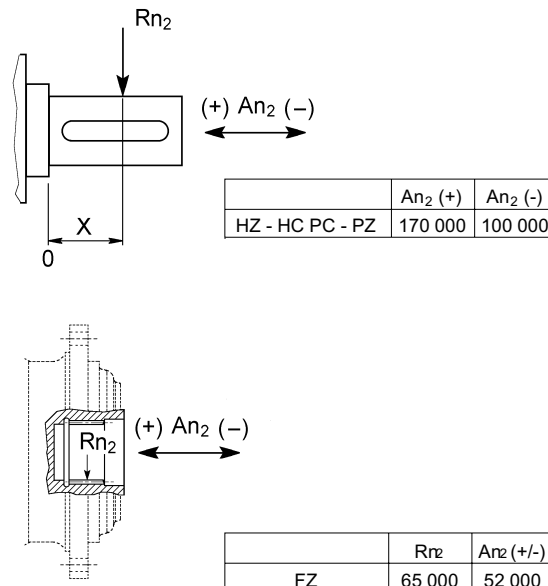 Rn₂
(+) An₂ (−)
X
0
An₂ (+) An₂ (-)
HZ - HC PC - PZ 170 000 100 000
Rn₂
(+) An₂ (−)
Rn₂ An₂ (+/-)
FZ 65 000 52 000